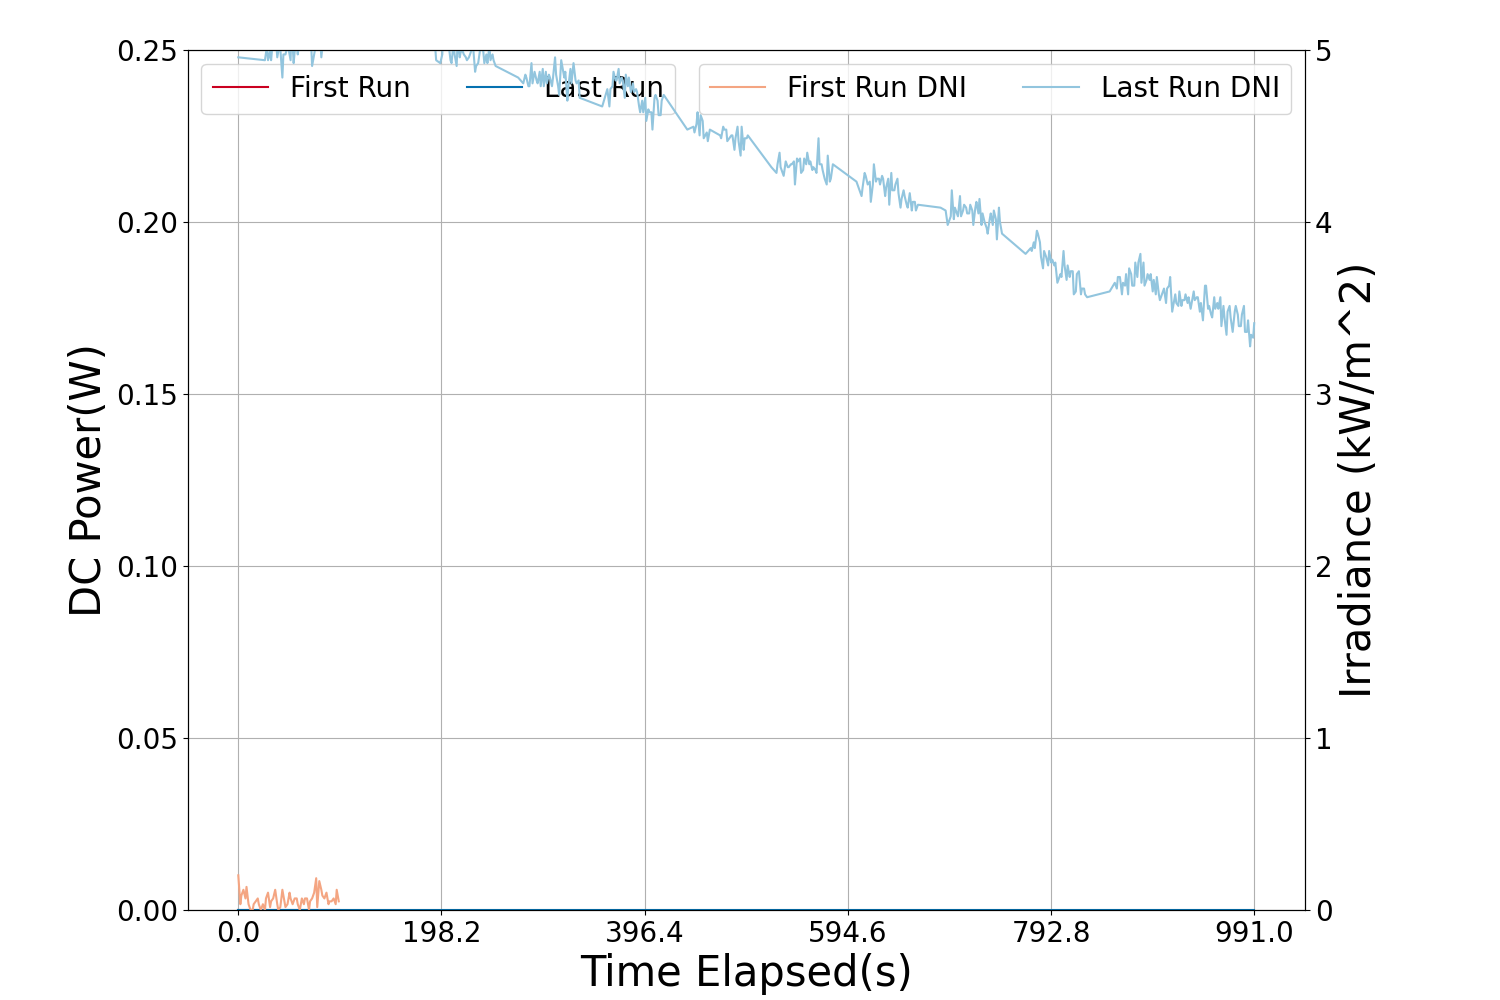 First Run
Last Run
First Run DNI
Last Run DNI
0.25
0.20
0.15
0.10
0.05
0.00
DC Power(W)
5
4
3
2
1
0
Irradiance (kW/m^2)
0.0 198.2 396.4 594.6 792.8 991.0
Time Elapsed(s)